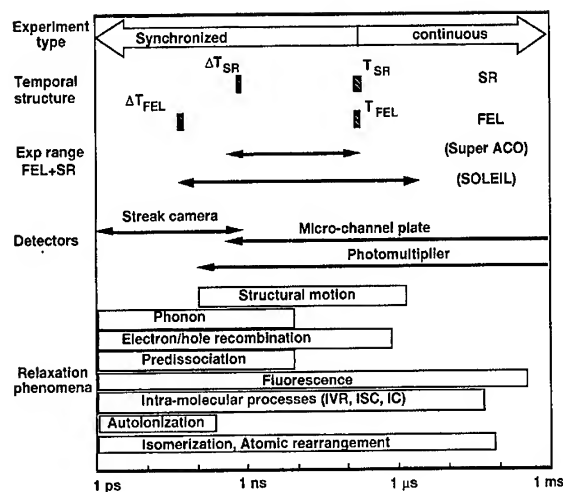 Experiment type
Synchronized
continuous
Temporal structure
ΔT_SR
T_SR
SR
ΔT_FEL
T_FEL
FEL
Exp range FEL+SR
(Super ACO)
(SOLEIL)
Detectors
Streak camera
Micro-channel plate
Photomultiplier
Relaxation phenomena
Structural motion
Phonon
Electron/hole recombination
Predissociation
Fluorescence
Intra-molecular processes (IVR, ISC, IC)
Autolonization
Isomerization, Atomic rearrangement
1 ps
1 ns
1 μs
1 ms